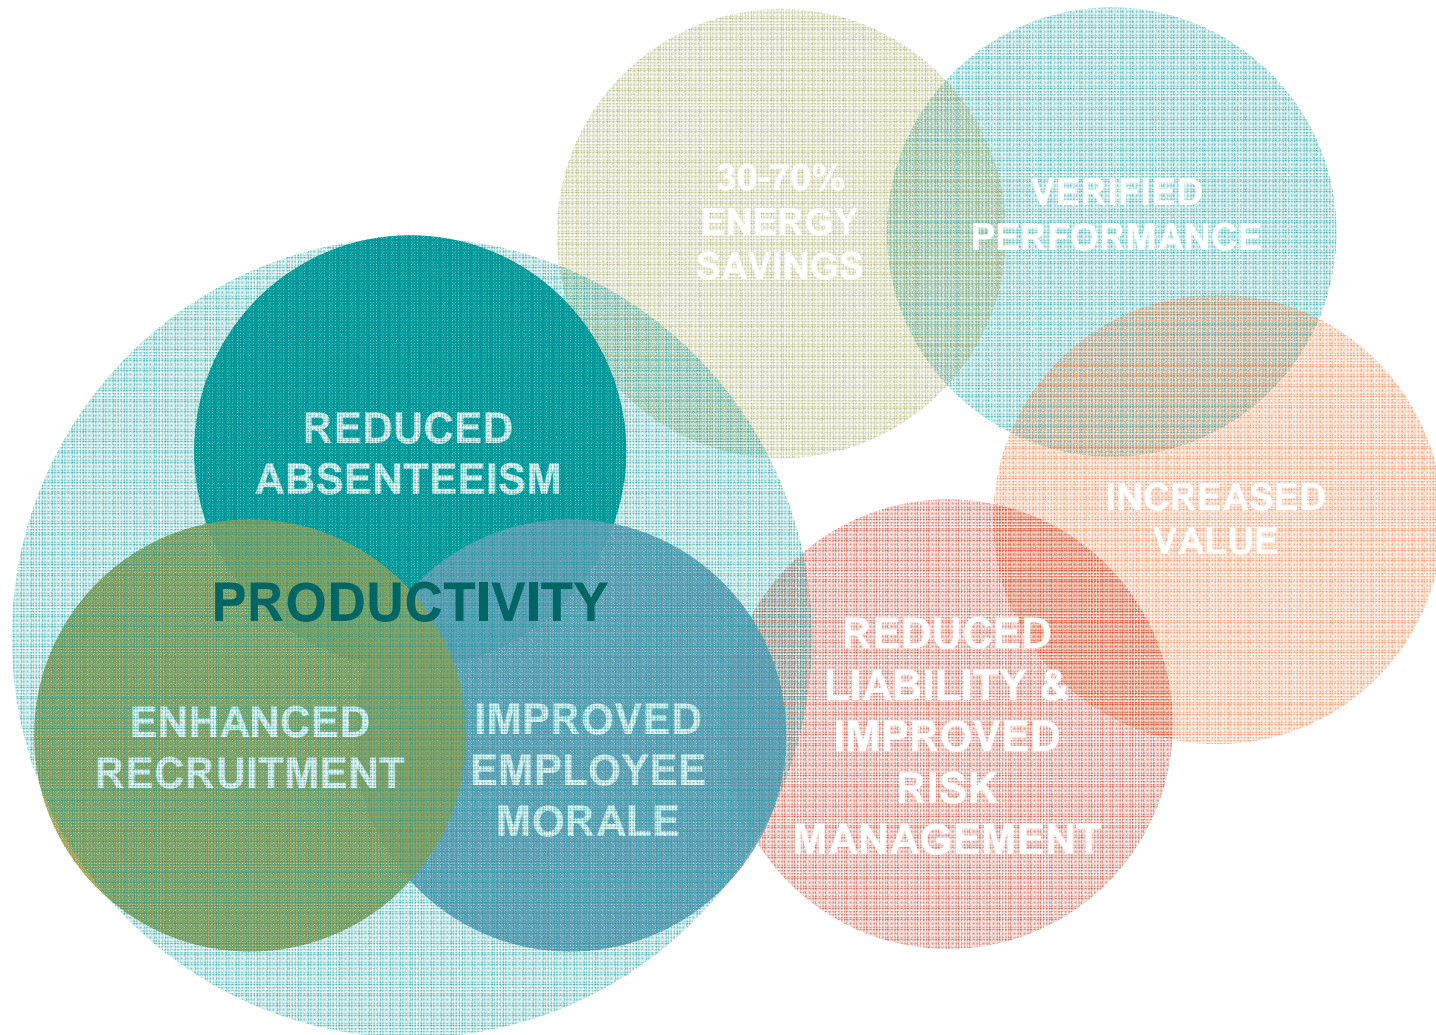 30-70%
ENERGY
SAVINGS
VERIFIED
PERFORMANCE
REDUCED
ABSENTEEISM
INCREASED
VALUE
PRODUCTIVITY
ENHANCED
RECRUITMENT
IMPROVED
EMPLOYEE
MORALE
REDUCED
LIABILITY &
IMPROVED
RISK
MANAGEMENT